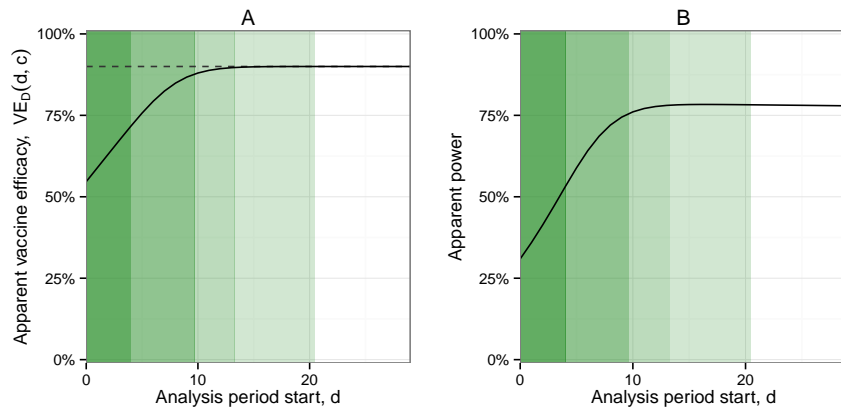 A
100%
75%
50%
25%
0%
0
10
20
Analysis period start, d
Apparent vaccine efficacy, VE_D(d, c)
B
100%
75%
50%
25%
0%
0
10
20
Analysis period start, d
Apparent power